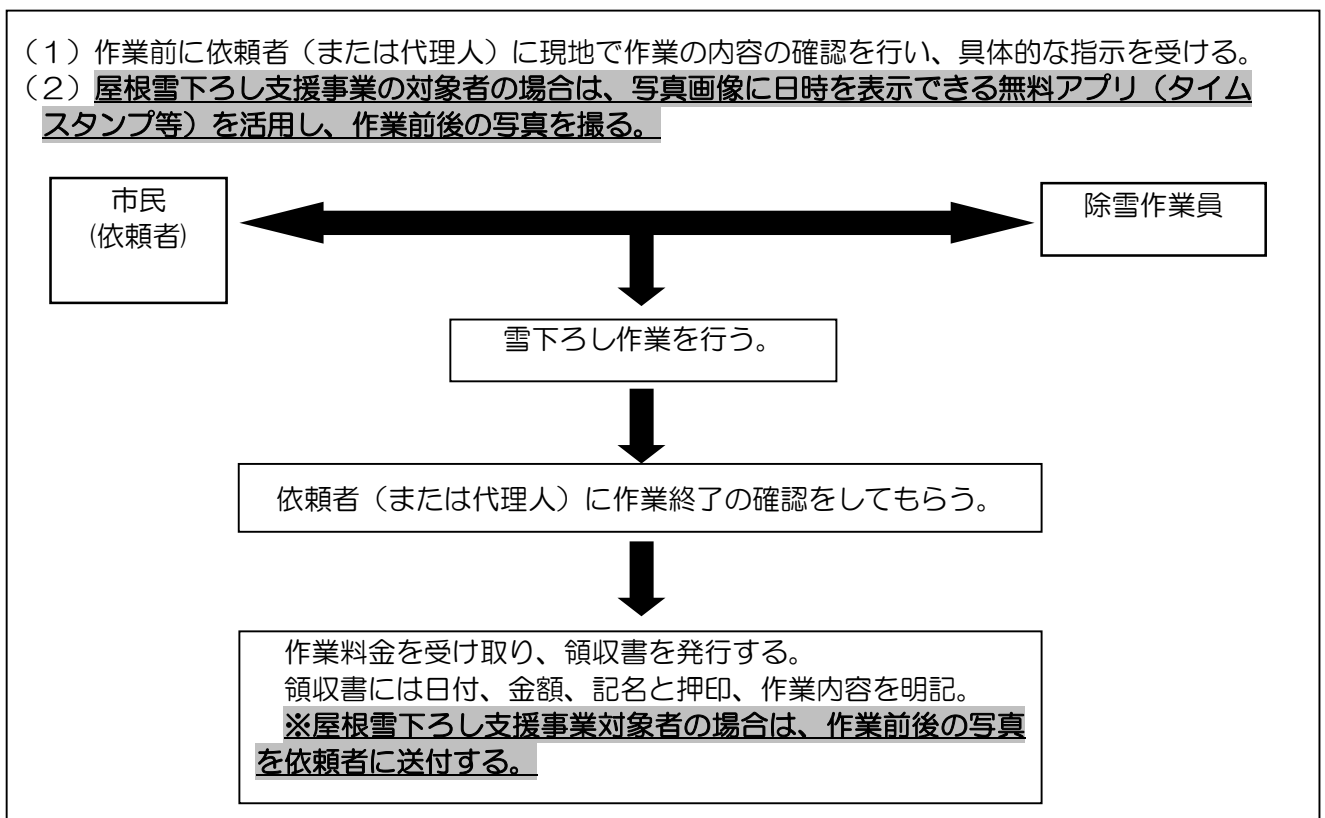 （１）作業前に依頼者（または代理人）に現地で作業の内容の確認を行い、具体的な指示を受ける。
（２）屋根雪下ろし支援事業の対象者の場合は、写真画像に日時を表示できる無料アプリ（タイム
スタンプ等）を活用し、作業前後の写真を撮る。
市民
(依頼者)
除雪作業員
雪下ろし作業を行う。
依頼者（または代理人）に作業終了の確認をしてもらう。
作業料金を受け取り、領収書を発行する。
領収書には日付、金額、記名と押印、作業内容を明記。
※屋根雪下ろし支援事業対象者の場合は、作業前後の写真
を依頼者に送付する。